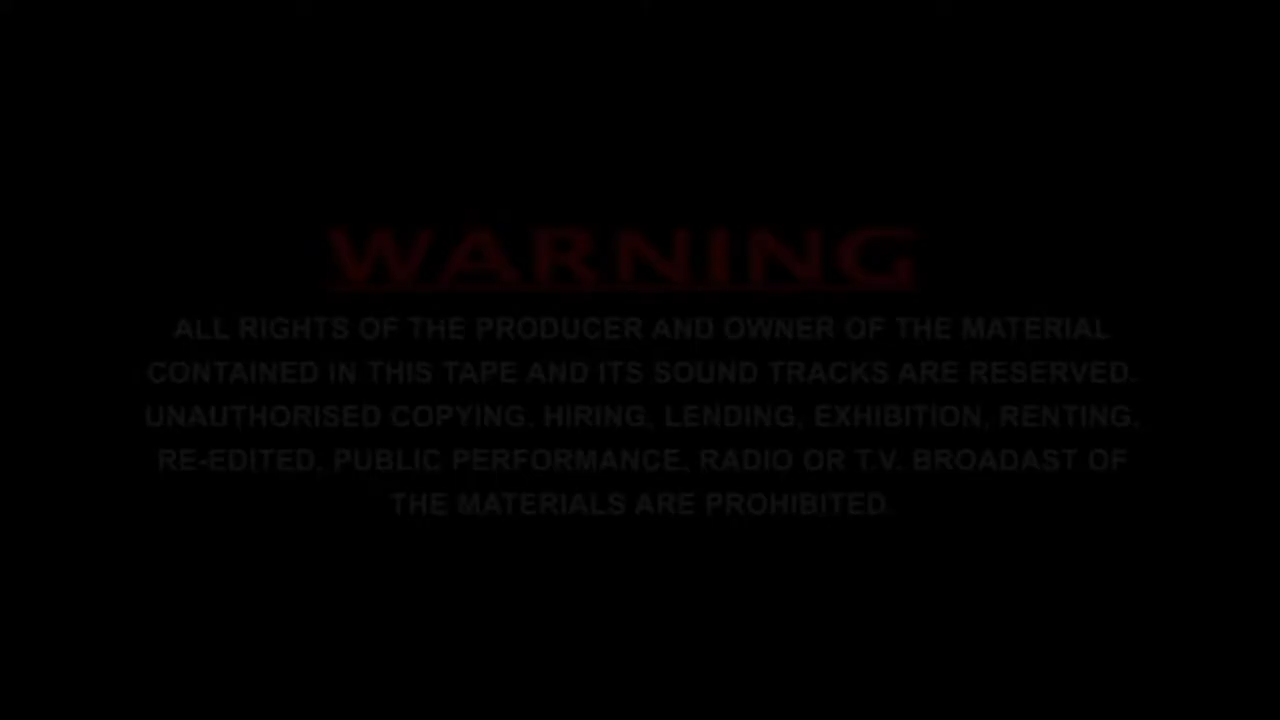 WARNING
ALL RIGHTS OF THE PRODUCER AND OWNER OF THE MATERIAL
CONTAINED IN THIS TAPE AND ITS SOUND TRACKS ARE RESERVED.
UNAUTHORISED COPYING, HIRING, LENDING, EXHIBITION, RENTING,
RE-EDITED, PUBLIC PERFORMANCE, RADIO OR T.V. BROADAST OF
THE MATERIALS ARE PROHIBITED